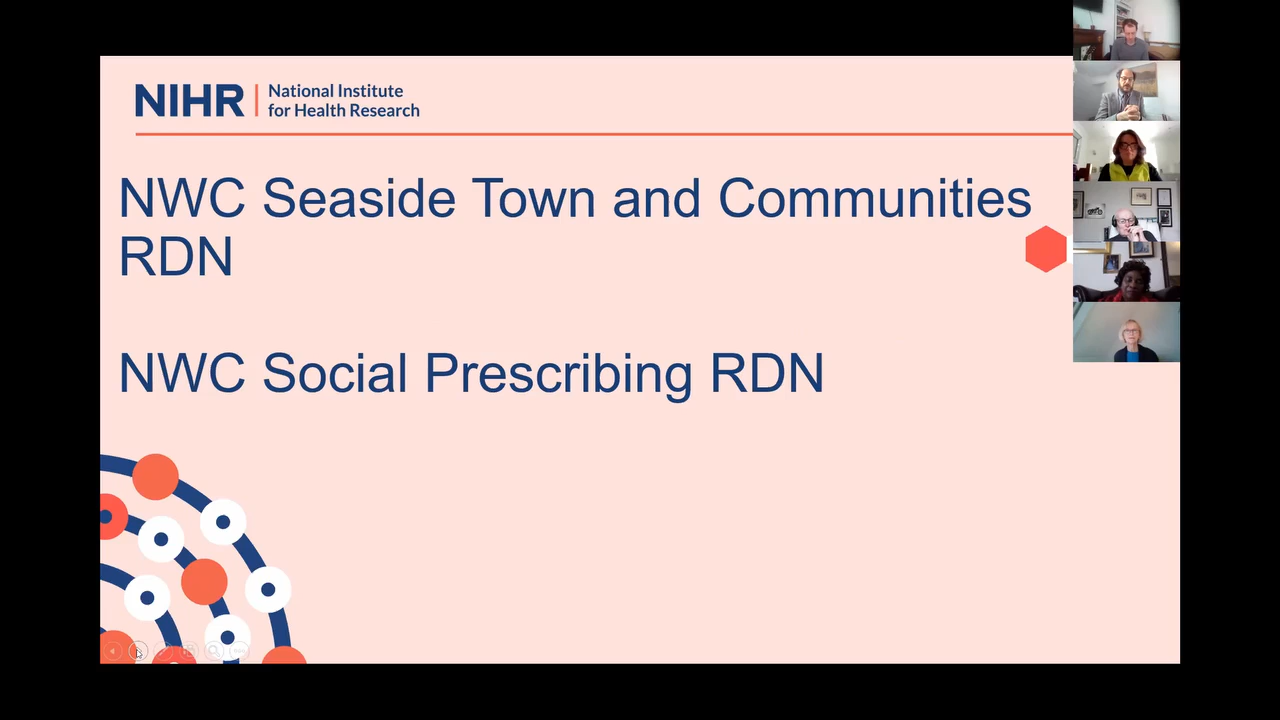 NIHR
National Institute
for Health Research
NWC Seaside Town and Communities
RDN
NWC Social Prescribing RDN